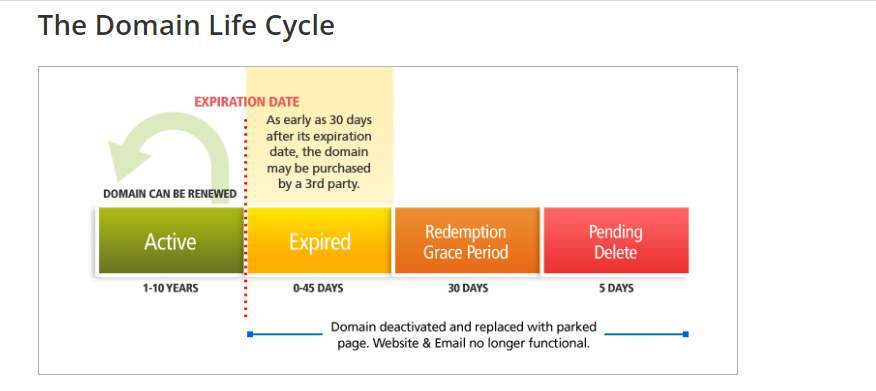 The Domain Life Cycle
EXPIRATION DATE
As early as 30 days
after its expiration
date, the domain
may be purchased
by a 3rd party.
DOMAIN CAN BE RENEWED
Active
Expired
Redemption
Grace Period
Pending
Delete
1-10 YEARS
0-45 DAYS
30 DAYS
5 DAYS
Domain deactivated and replaced with parked
page. Website & Email no longer functional.